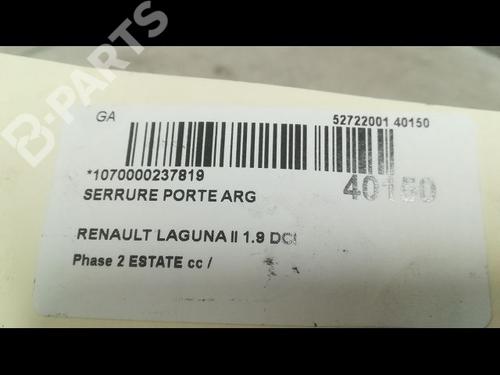 B-PARTS
GA
52722001 40150
*1070000237819
SERRURE PORTE ARG
40150
RENAULT LAGUNA II 1.9 DCI
Phase 2 ESTATE cc /